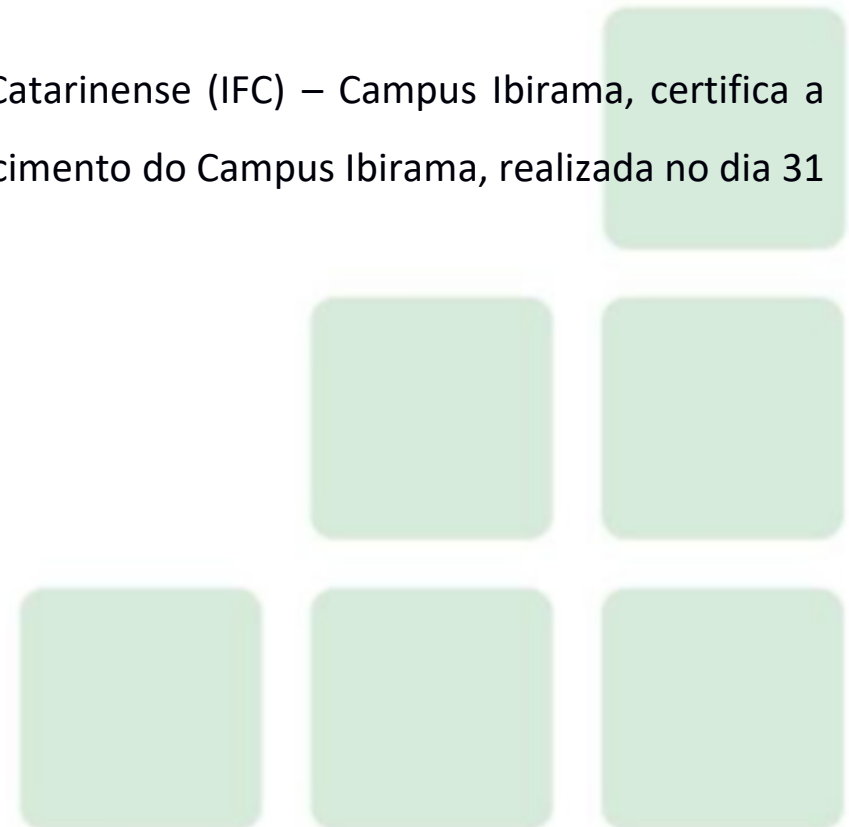 Catarinense (IFC) – Campus Ibirama, certifica a
cimento do Campus Ibirama, realizada no dia 31